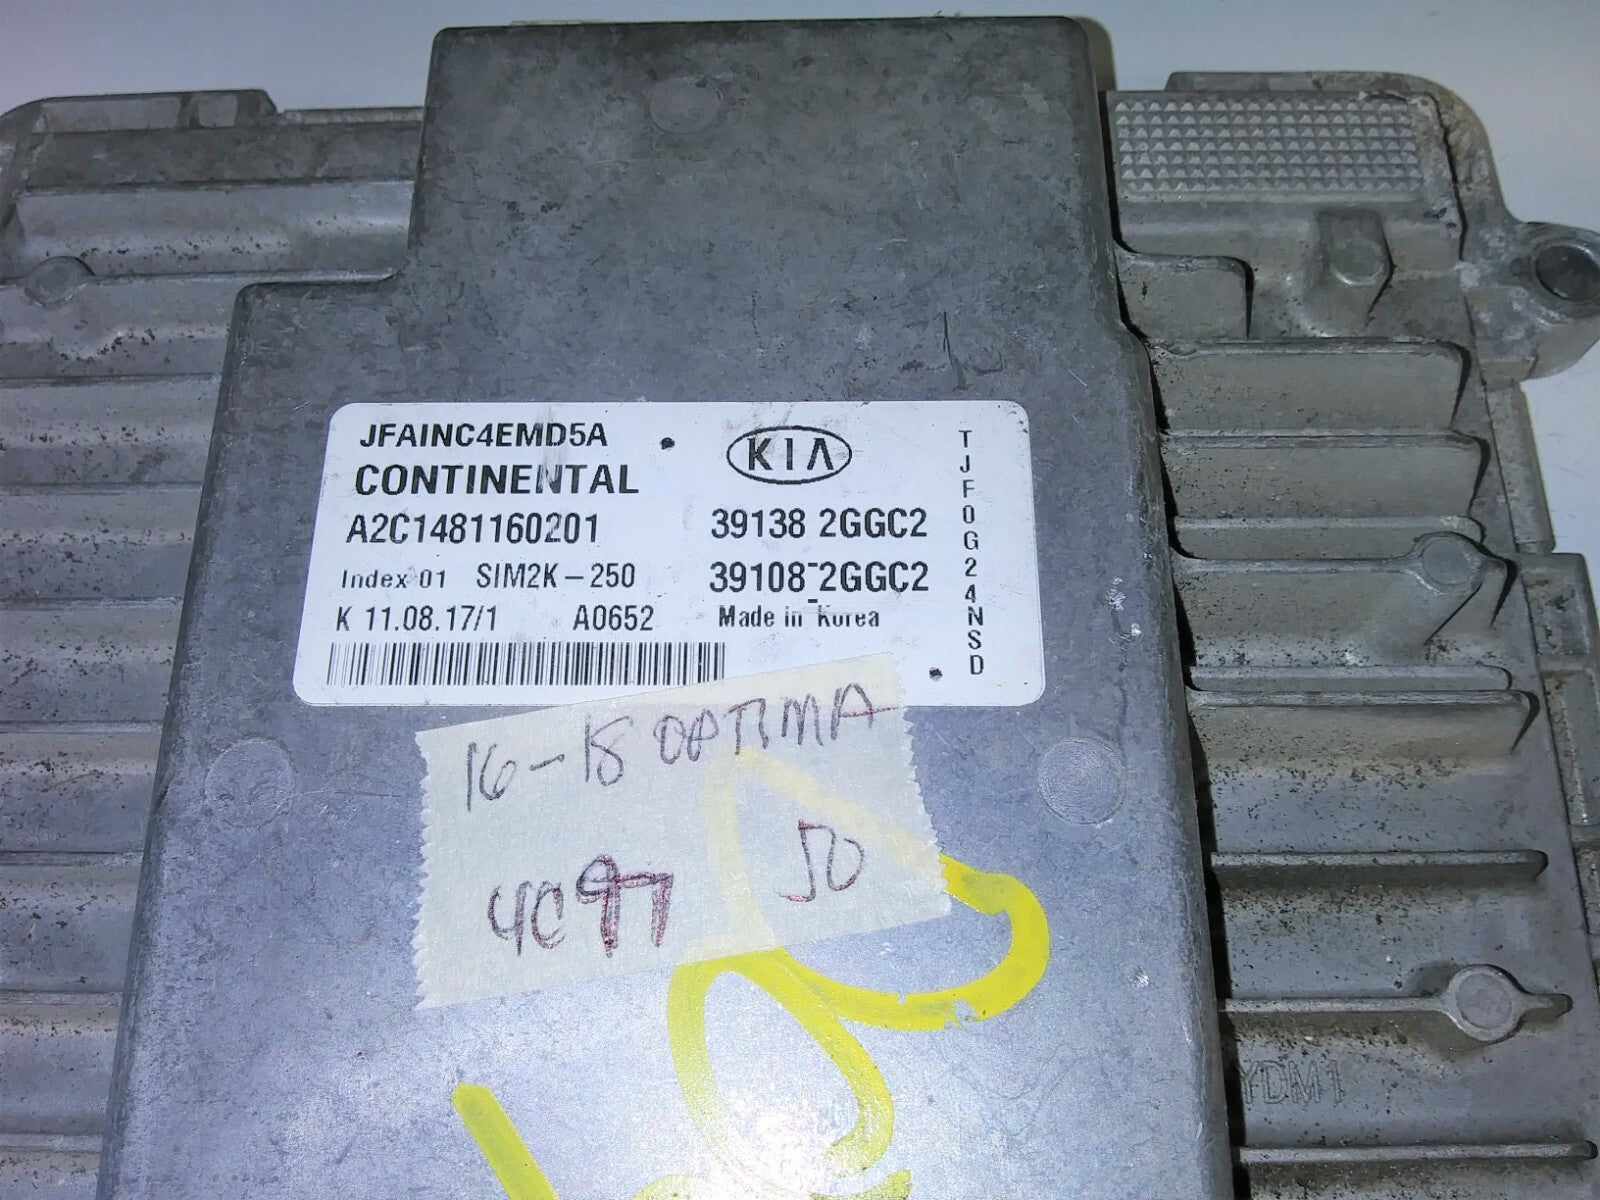 JFAINC4EMD5A
CONTINENTAL
A2C1481160201
Index 01 SIM2K-250
K 11.08.17/1 A0652
KIA
39138 2GGC2
39108-2GGC2
Made in Korea
TJF0G24NSD
16-18 OPTIMA
4C97 50
YDM1